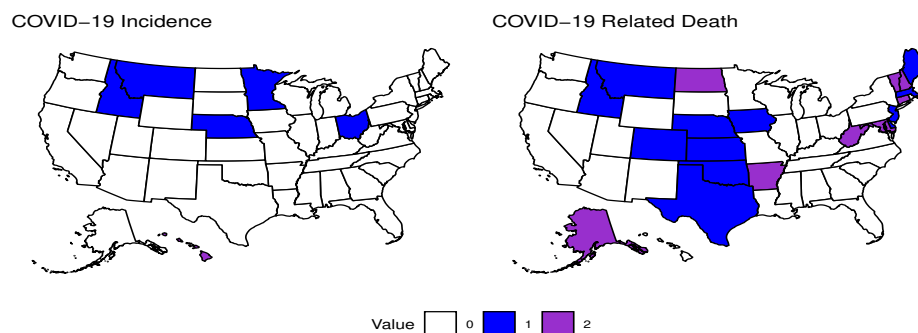 COVID−19 Incidence
COVID−19 Related Death
Value 0 1 2